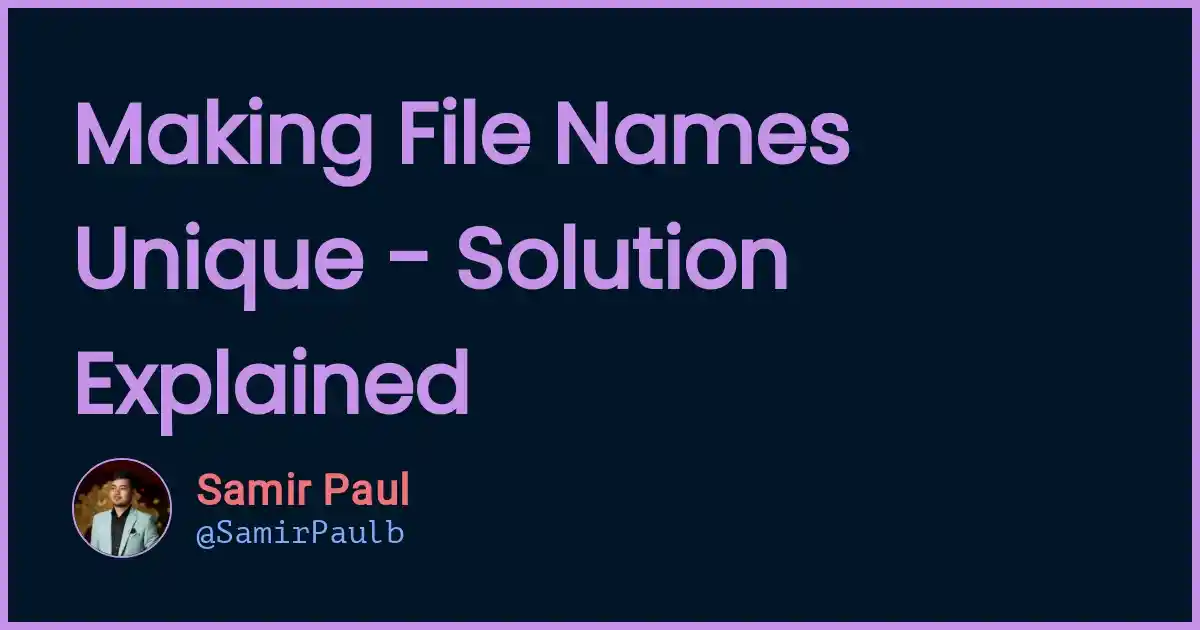 Making File Names
Unique - Solution
Explained
Samir Paul
@SamirPaulb